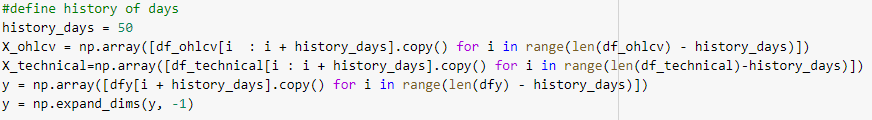 #define history of days
history_days = 50
X_ohlcv = np.array([df_ohlcv[i  : i + history_days].copy() for i in range(len(df_ohlcv) - history_days)])
X_technical=np.array([df_technical[i : i + history_days].copy() for i in range(len(df_technical)-history_days)])
y = np.array([dfy[i + history_days].copy() for i in range(len(dfy) - history_days)])
y = np.expand_dims(y, -1)